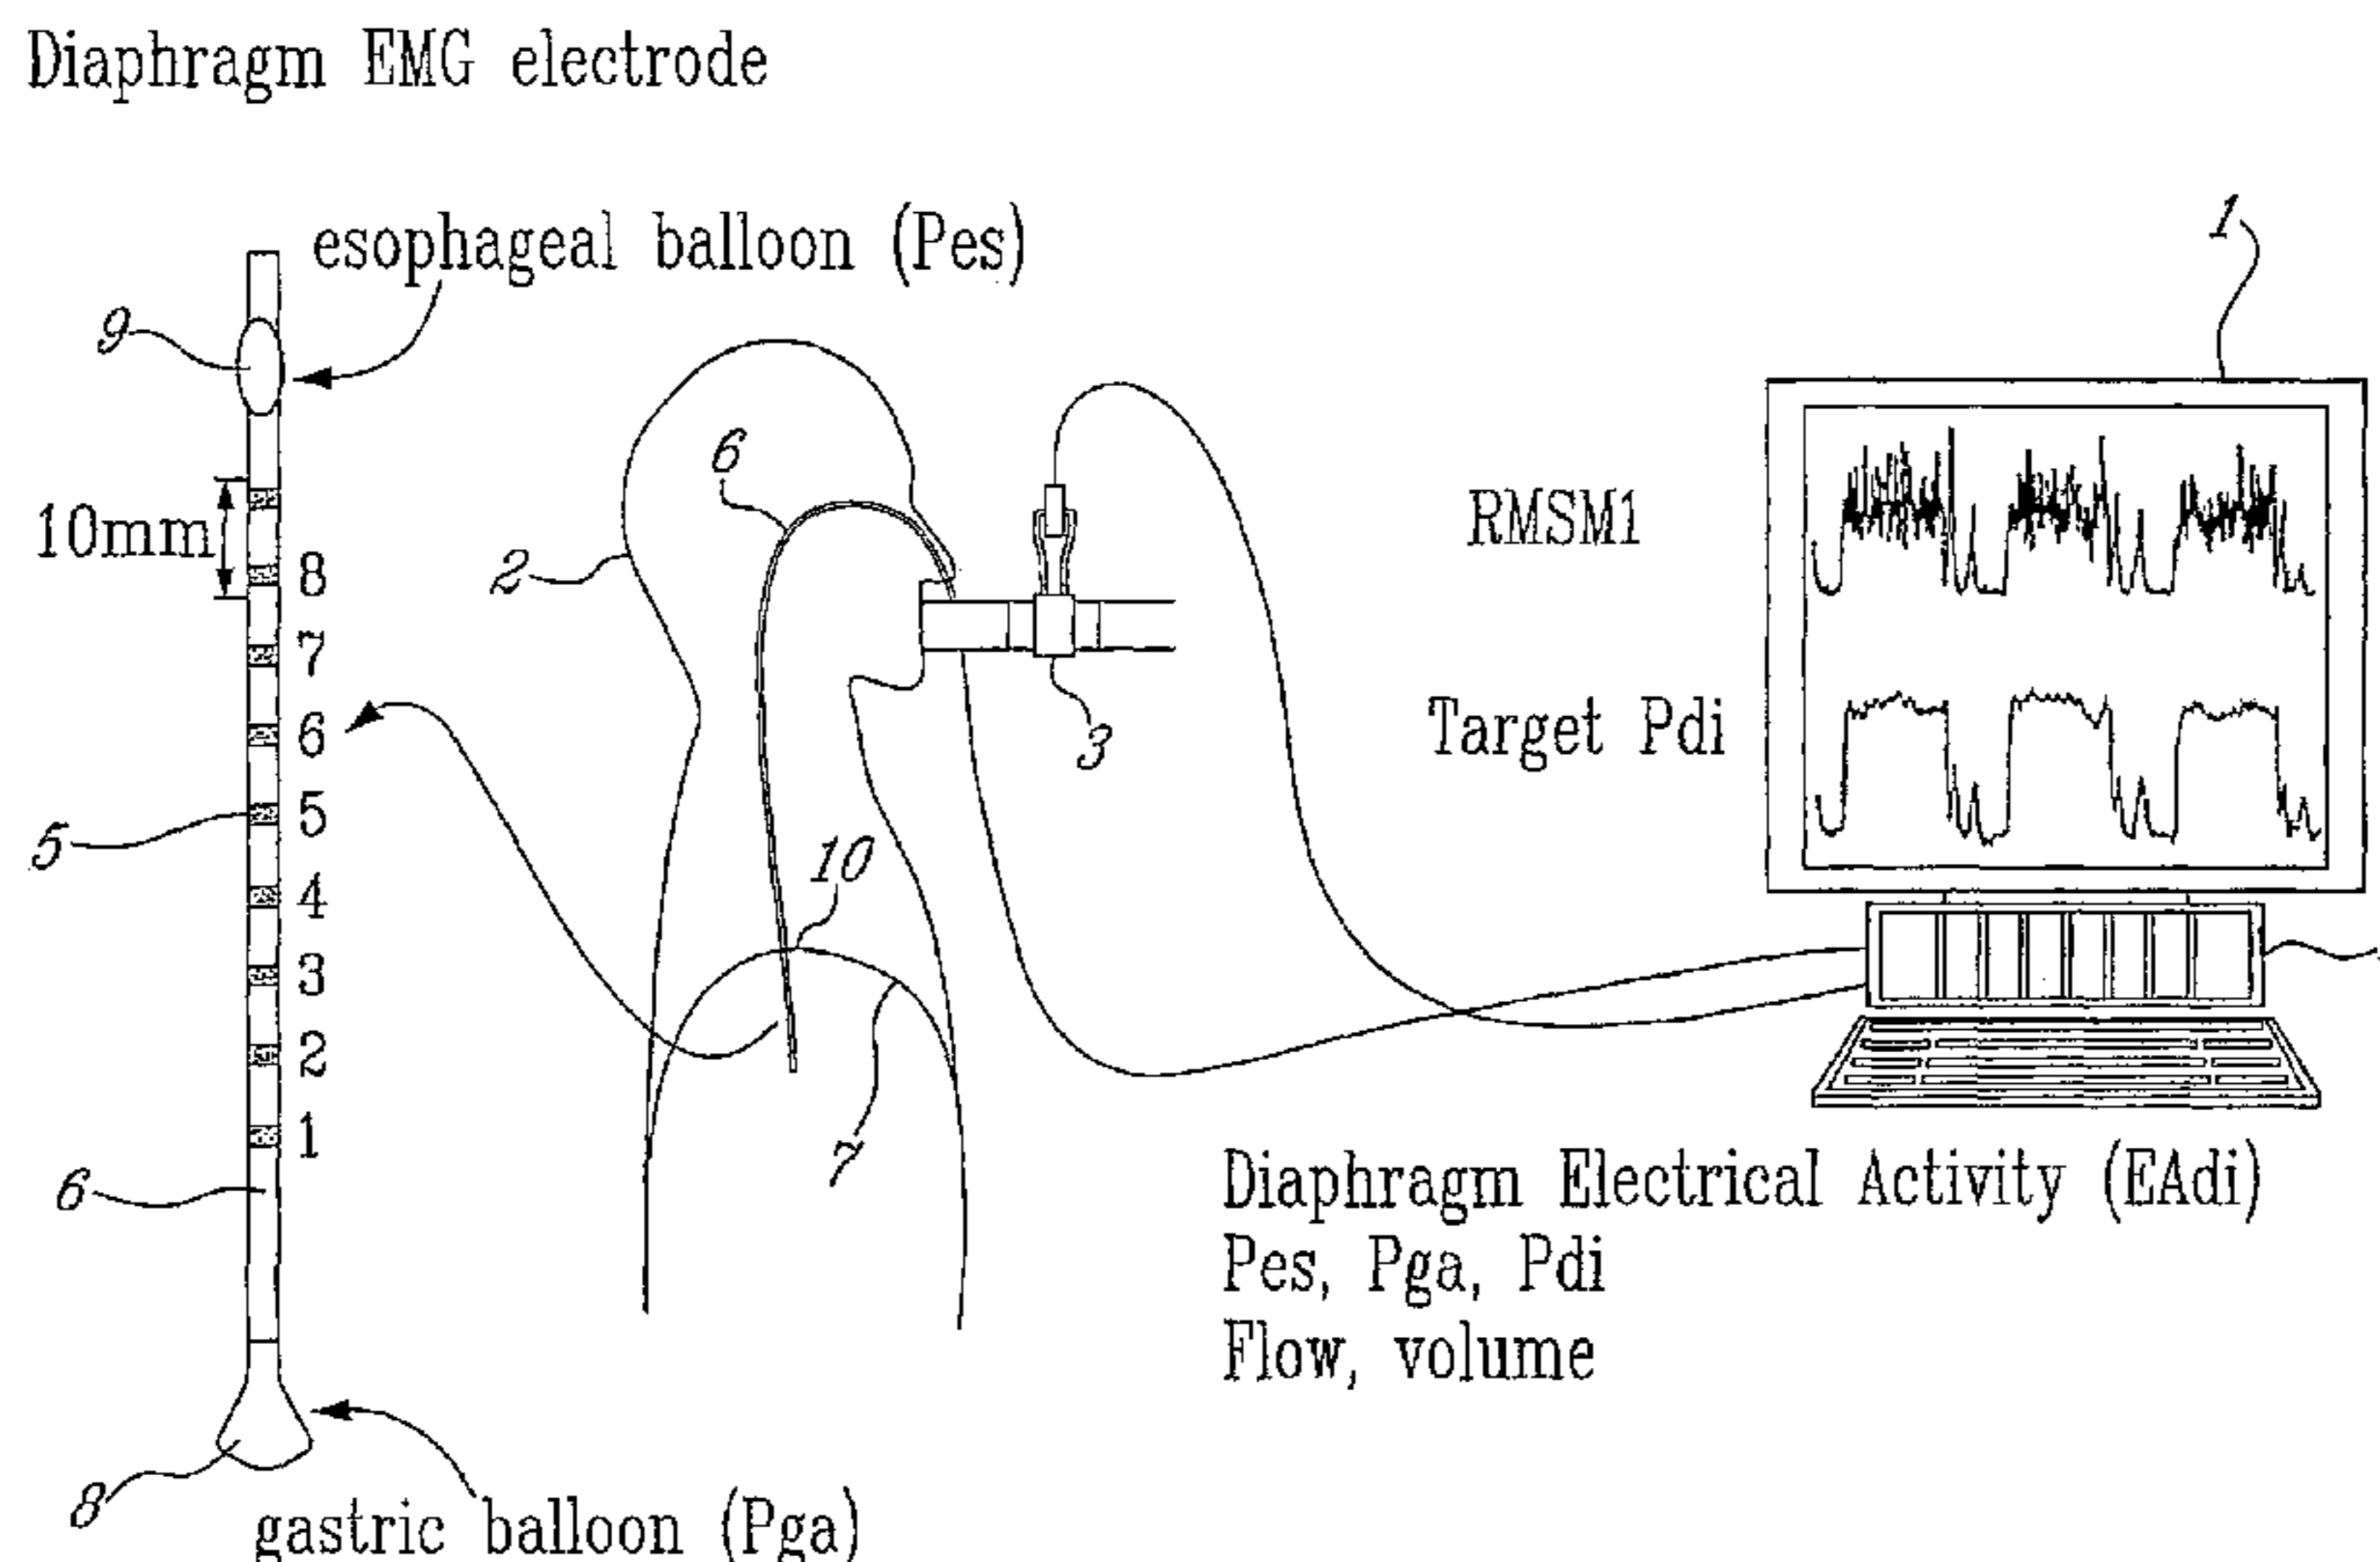 Diaphragm EMG electrode
esophageal balloon (Pes)
1
9
6
10mm
RMSM1
2
8
7
3
Target Pdi
6
5
5
10
4
3
2
1
7
6
Diaphragm Electrical Activity (EAdi)
Pes, Pga, Pdi
Flow, volume
8
gastric balloon (Pga)